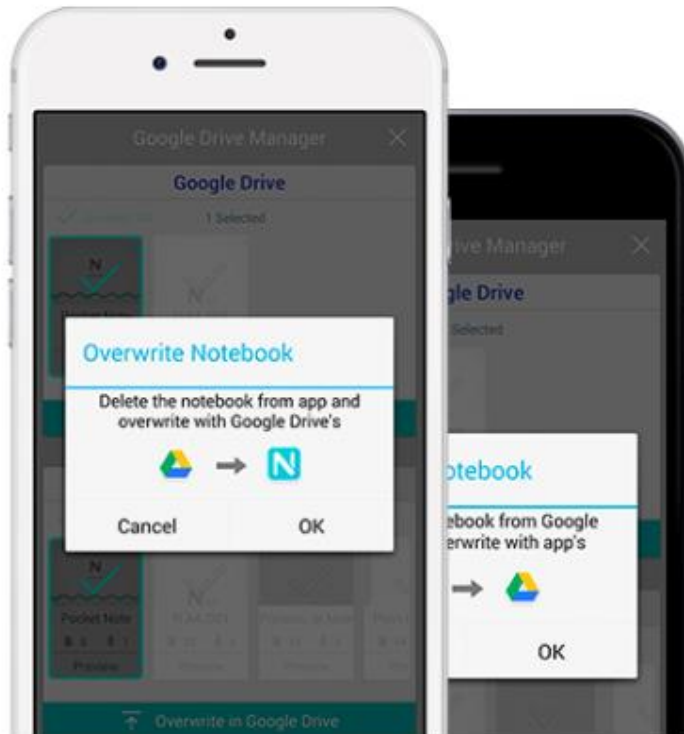 Google Drive Manager
Google Drive
1 Selected
N
Pocket Note
Overwrite Notebook
Delete the notebook from app and
overwrite with Google Drive's
N
Cancel
OK
N
Pocket Note
Preview
Overwrite in Google Drive
ive Manager
gle Drive
Selected
otebook
ebook from Google
erwrite with app's
OK